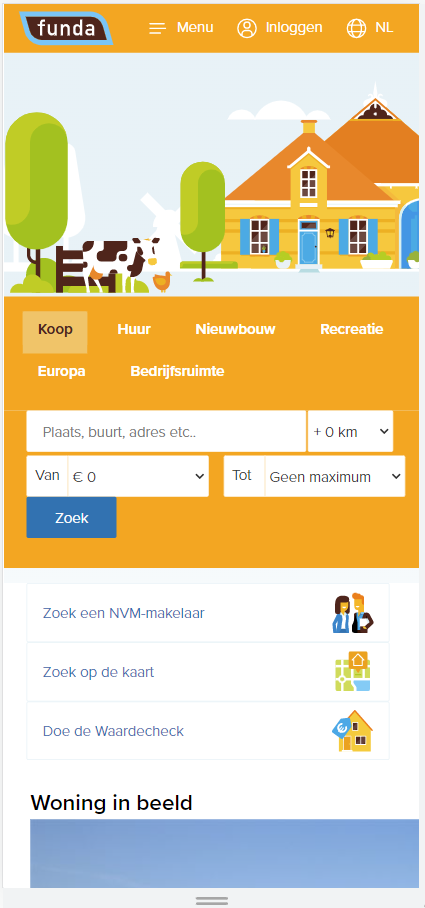 funda
Menu
Inloggen
NL
Koop Huur Nieuwbouw Recreatie
Europa Bedrijfsruimte
Plaats, buurt, adres etc.. + 0 km
Van € 0 Tot Geen maximum
Zoek
Zoek een NVM-makelaar
Zoek op de kaart
Doe de Waardecheck
Woning in beeld